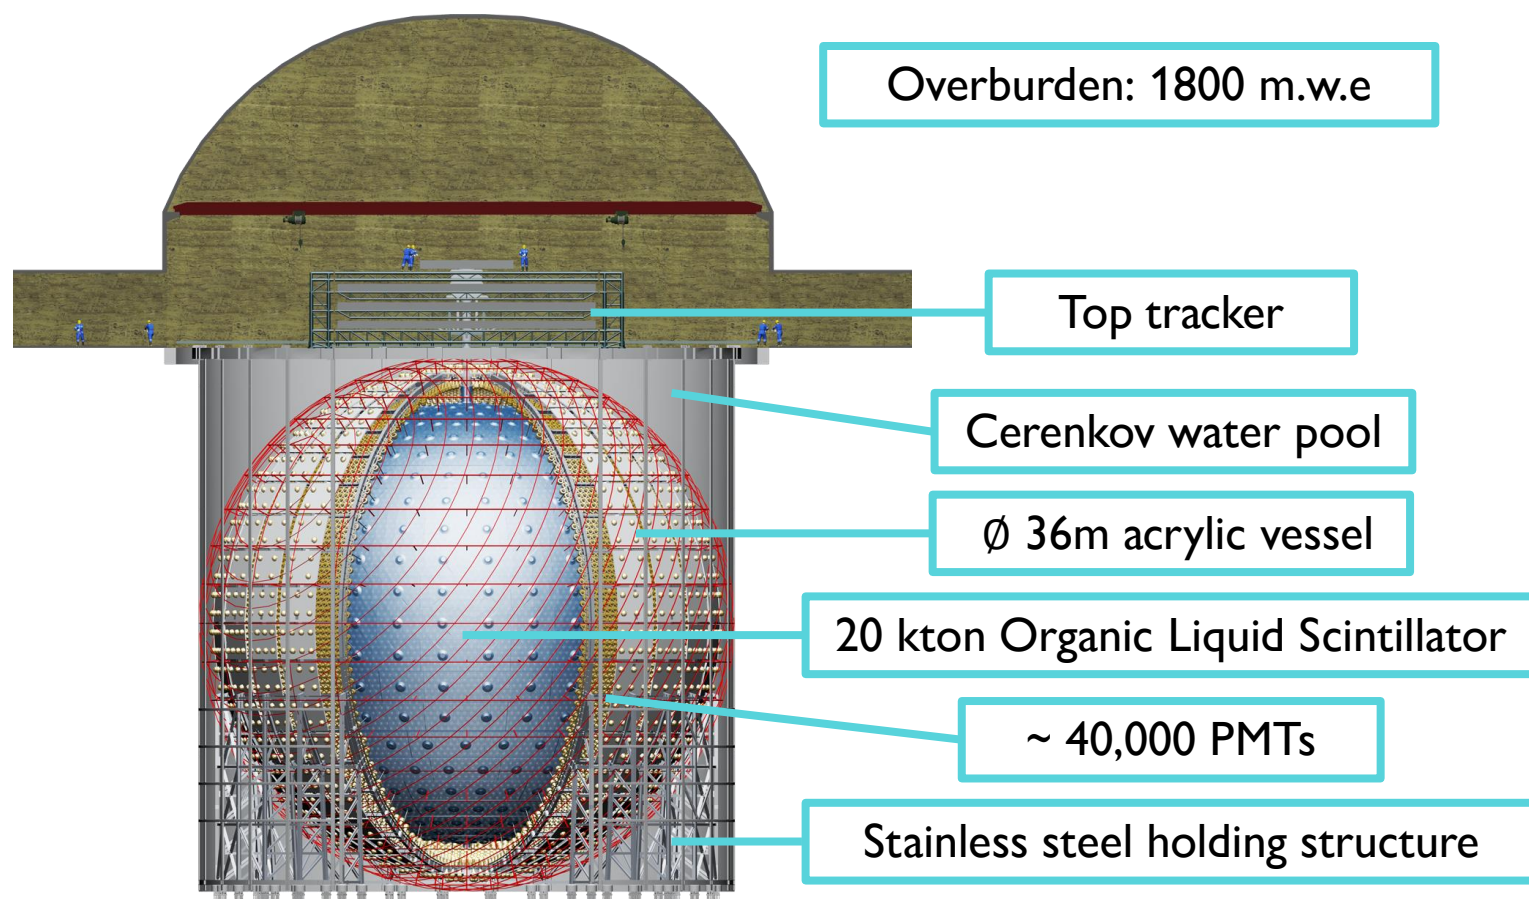 Overburden: 1800 m.w.e
Top tracker
Cerenkov water pool
∅ 36m acrylic vessel
20 kton Organic Liquid Scintillator
~ 40,000 PMTs
Stainless steel holding structure